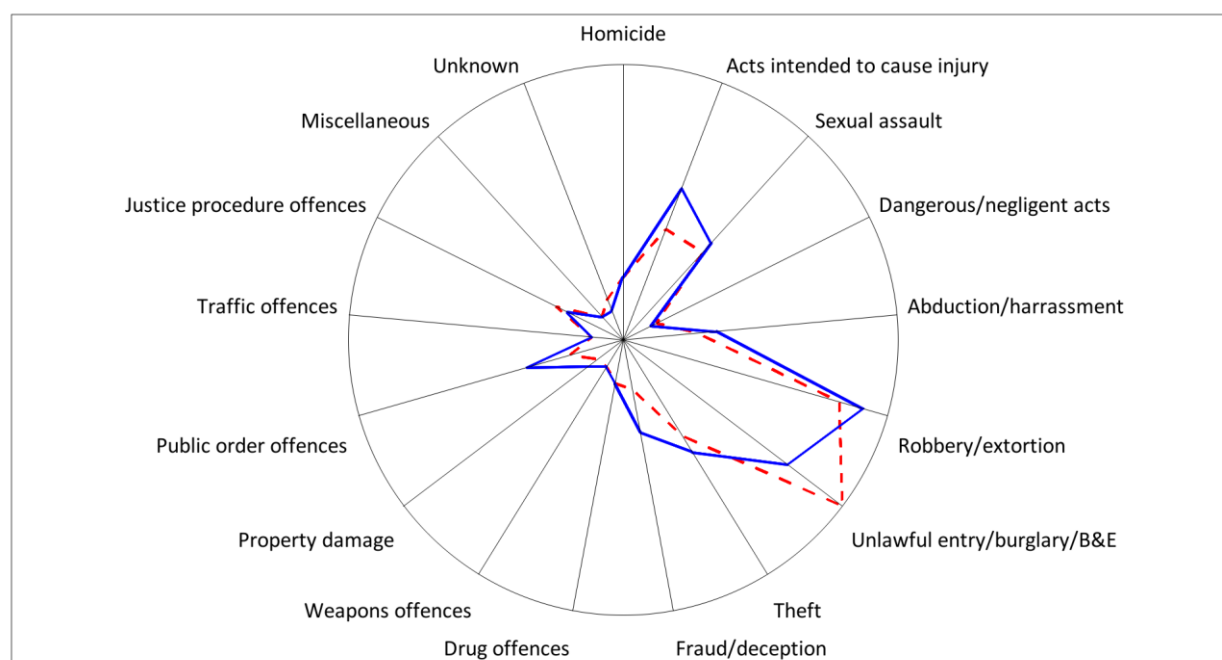 Homicide
Unknown
Acts intended to cause injury
Miscellaneous
Sexual assault
Justice procedure offences
Dangerous/negligent acts
Traffic offences
Abduction/harrassment
Public order offences
Robbery/extortion
Property damage
Unlawful entry/burglary/B&E
Weapons offences
Theft
Drug offences
Fraud/deception